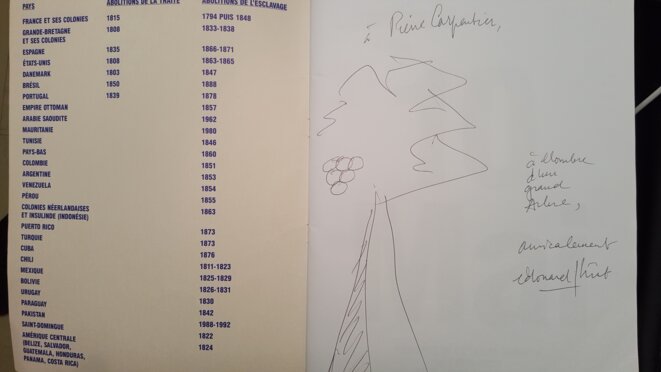 PAYS ABOLITIONS DE LA TRAITE ABOLITIONS DE L'ESCLAVAGE
FRANCE ET SES COLONIES 1815 1794 PUIS 1848
GRANDE-BRETAGNE 1808 1833-1838
ET SES COLONIES
ESPAGNE 1835 1866-1871
ÉTATS-UNIS 1808 1863-1865
DANEMARK 1803 1847
BRÉSIL 1850 1888
PORTUGAL 1839 1878
EMPIRE OTTOMAN 1857
ARABIE SAOUDITE 1962
MAURITANIE 1980
TUNISIE 1846
PAYS-BAS 1860
COLOMBIE 1851
ARGENTINE 1853
VENEZUELA 1854
PÉROU 1855
COLONIES NÉERLANDAISES 1863
ET INSULINDE (INDONÉSIE)
PUERTO RICO
TURQUIE 1873
CUBA 1873
CHILI 1876
MEXIQUE 1811-1823
BOLIVIE 1825-1829
URUGAY 1826-1831
PARAGUAY 1830
PAKISTAN 1842
SAINT-DOMINGUE 1988-1992
AMÉRIQUE CENTRALE 1822
(BELIZE, SALVADOR, 1824
GUATEMALA, HONDURAS,
PANAMA, COSTA RICA)
à Pierre Carpentier,
à l'ombre
d'un
grand
Arbre,
amicalement
edouard